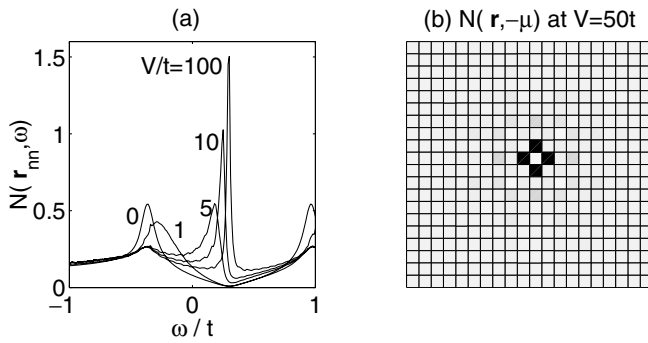 (a)
(b) N( r,−μ) at V=50t
N( r_nn,ω)
1.5
1
0.5
0
V/t=100
10
5
0
1
−1
0
1
ω / t